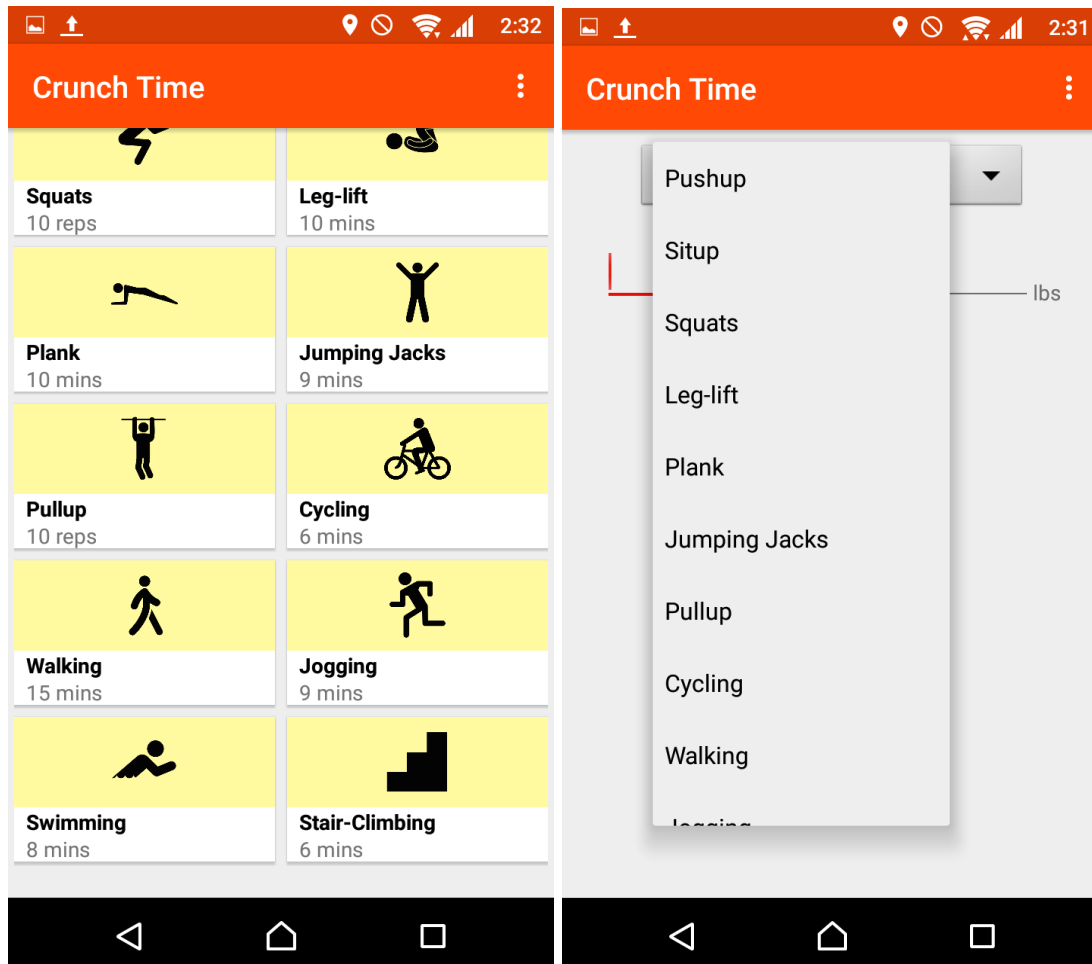 2:32
Crunch Time
Squats
10 reps
Leg-lift
10 mins
Plank
10 mins
Jumping Jacks
9 mins
Pullup
10 reps
Cycling
6 mins
Walking
15 mins
Jogging
9 mins
Swimming
8 mins
Stair-Climbing
6 mins
2:31
Crunch Time
Pushup
Situp
lbs
Squats
Leg-lift
Plank
Jumping Jacks
Pullup
Cycling
Walking
Jogging